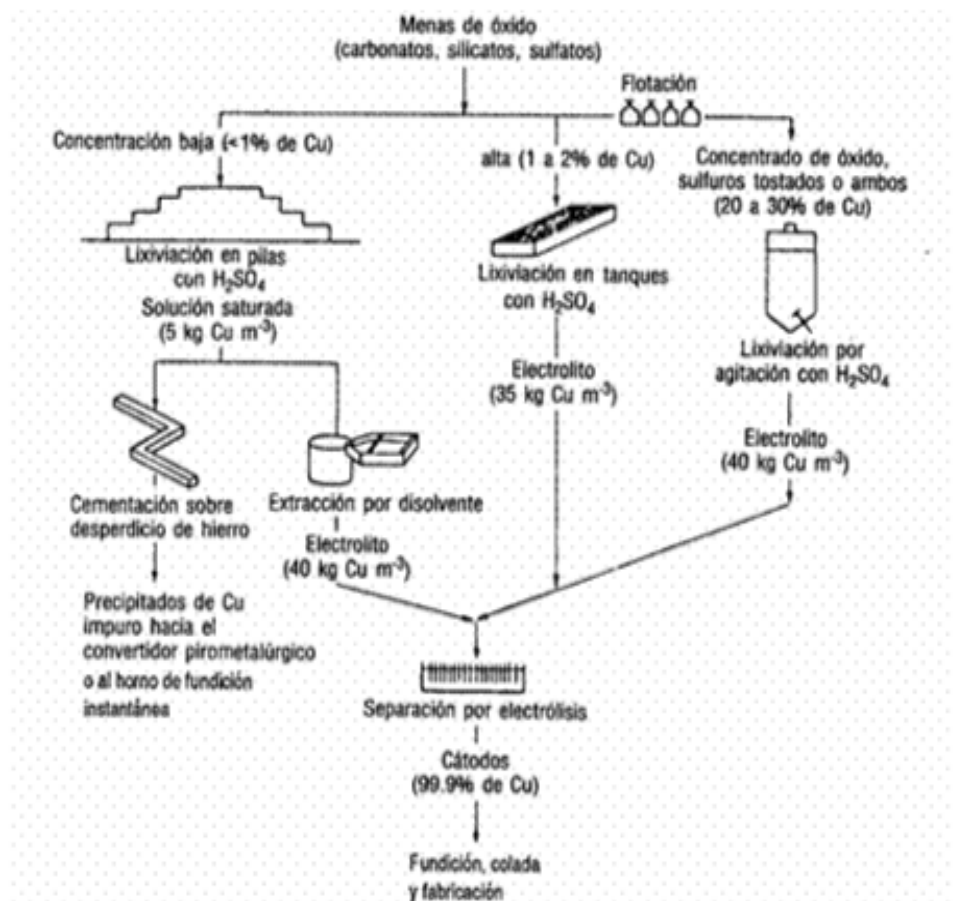 Menas de óxido
(carbonatos, silicatos, sulfatos)
Flotación
Concentración baja (<1% de Cu)
alta (1 a 2% de Cu)
Concentrado de óxido,
sulfuros tostados o ambos
(20 a 30% de Cu)
Lixiviación en pilas
con H₂SO₄
Solución saturada
(5 kg Cu m⁻³)
Lixiviación en tanques
con H₂SO₄
Lixiviación por
agitación con H₂SO₄
Electrolito
(35 kg Cu m⁻³)
Electrolito
(40 kg Cu m⁻³)
Cementación sobre
desperdicio de hierro
Extracción por disolvente
Electrolito
(40 kg Cu m⁻³)
Precipitados de Cu
impuro hacia el
convertidor pirometalúrgico
o al horno de fundición
instantánea
Separación por electrólisis
Cátodos
(99.9% de Cu)
Fundición, colada
y fabricación